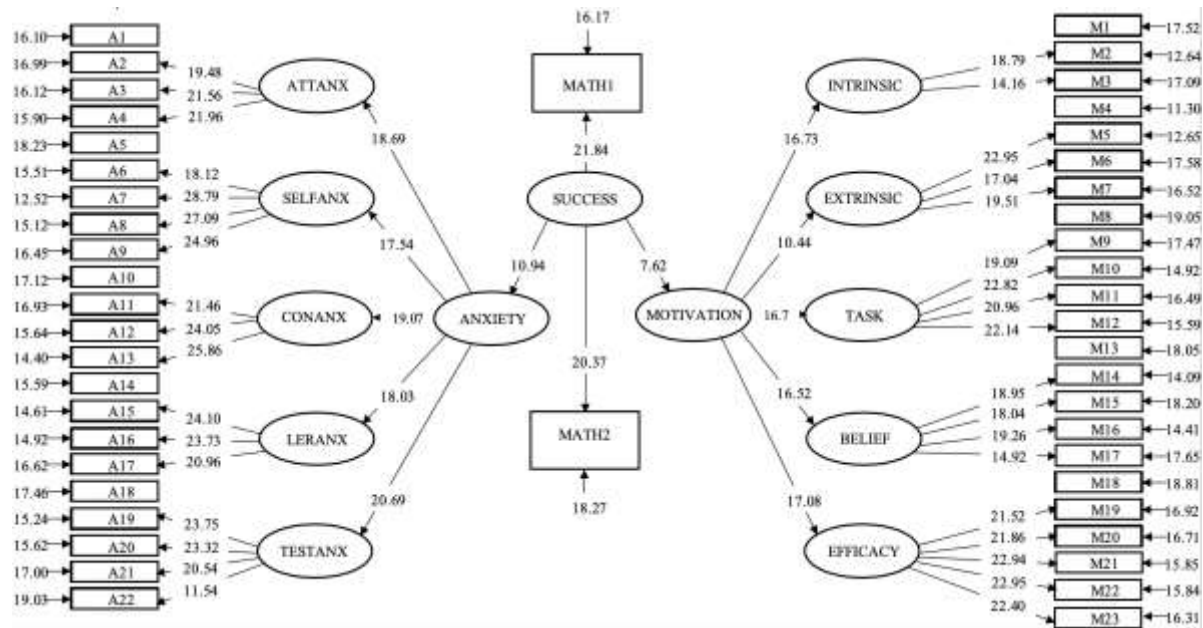 16.10 A1
16.99 A2
16.12 A3
15.90 A4
18.23 A5
15.51 A6
12.52 A7
15.12 A8
16.45 A9
17.12 A10
16.93 A11
15.64 A12
14.40 A13
15.59 A14
14.61 A15
14.92 A16
16.62 A17
17.46 A18
15.24 A19
15.62 A20
17.00 A21
19.03 A22
19.48
21.56
21.96
18.12
28.79
27.09
24.96
21.46
24.05
25.86
24.10
23.73
20.96
23.75
23.32
20.54
11.54
ATTANX
SELFANX
CONANX
LERANX
TESTANX
18.69
17.54
19.07
18.03
20.69
ANXIETY
16.17
MATH1
21.84
SUCCESS
10.94
7.62
20.37
MATH2
18.27
MOTIVATION
16.73
10.44
16.7
16.52
17.08
INTRINSIC
EXTRINSIC
TASK
BELIEF
EFFICACY
18.79
14.16
22.95
17.04
19.51
19.09
22.82
20.96
22.14
18.95
18.04
19.26
14.92
21.52
21.86
22.94
22.95
22.40
M1 17.52
M2 12.64
M3 17.09
M4 11.30
M5 12.65
M6 17.58
M7 16.52
M8 19.05
M9 17.47
M10 14.92
M11 16.49
M12 15.59
M13 18.05
M14 14.09
M15 18.20
M16 14.41
M17 17.65
M18 18.81
M19 16.92
M20 16.71
M21 15.85
M22 15.84
M23 16.31